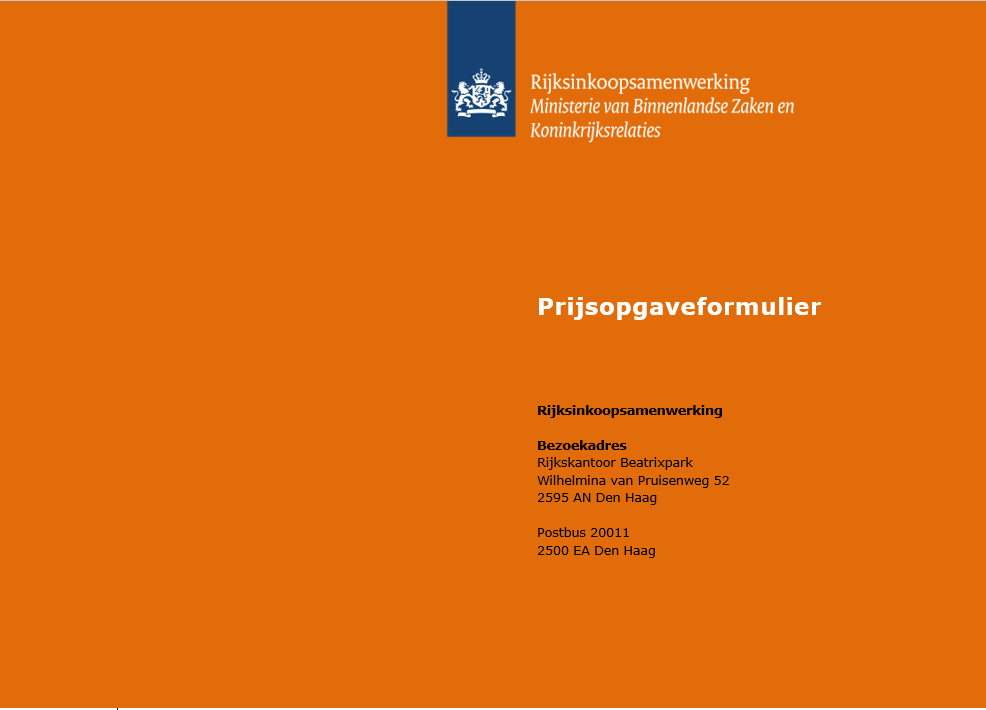 Rijksinkoopsamenwerking
Ministerie van Binnenlandse Zaken en
Koninkrijksrelaties
Prijsopgaveformulier
Rijksinkoopsamenwerking
Bezoekadres
Rijkskantoor Beatrixpark
Wilhelmina van Pruisenweg 52
2595 AN Den Haag
Postbus 20011
2500 EA Den Haag